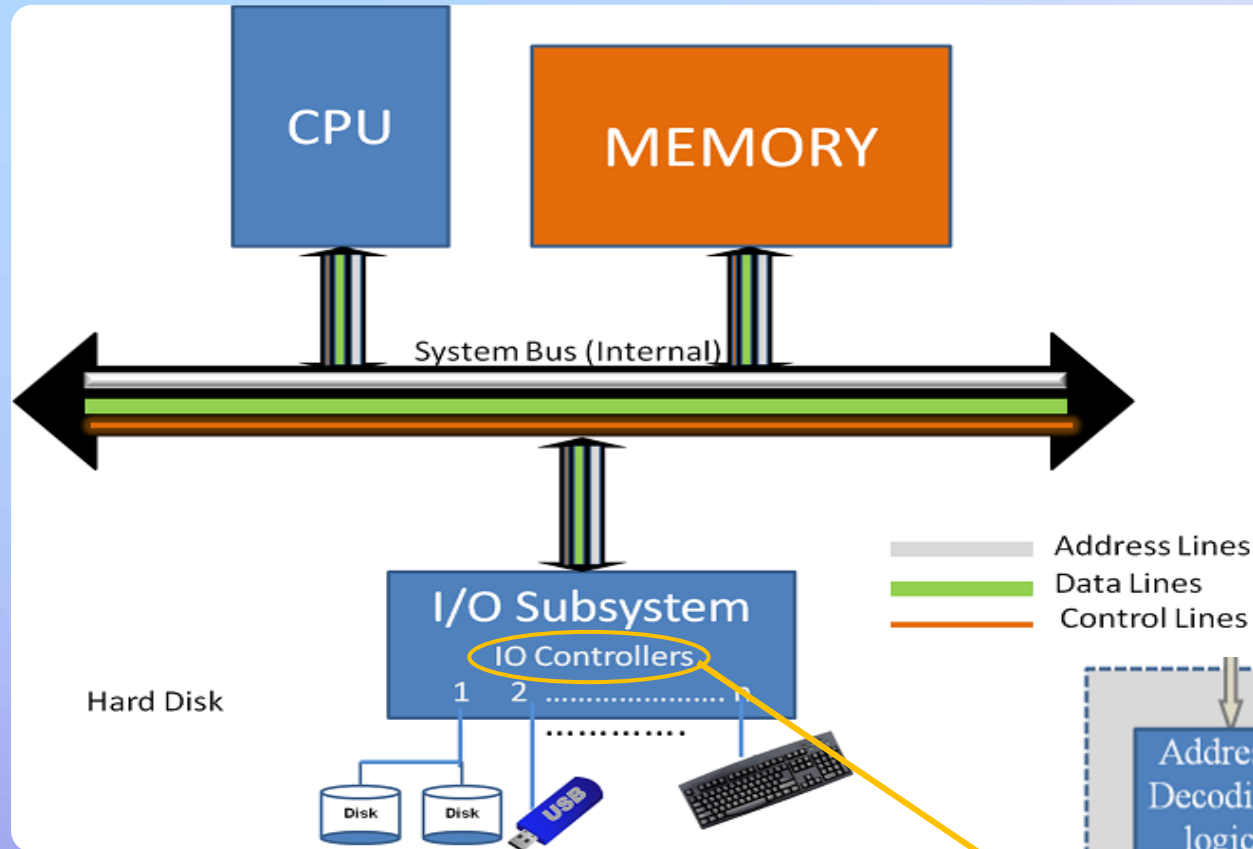 CPU
MEMORY
System Bus (Internal)
I/O Subsystem
IO Controllers
1 2 ...................... n
.............
Address Lines
Data Lines
Control Lines
Hard Disk
Disk
Disk
USB
logic